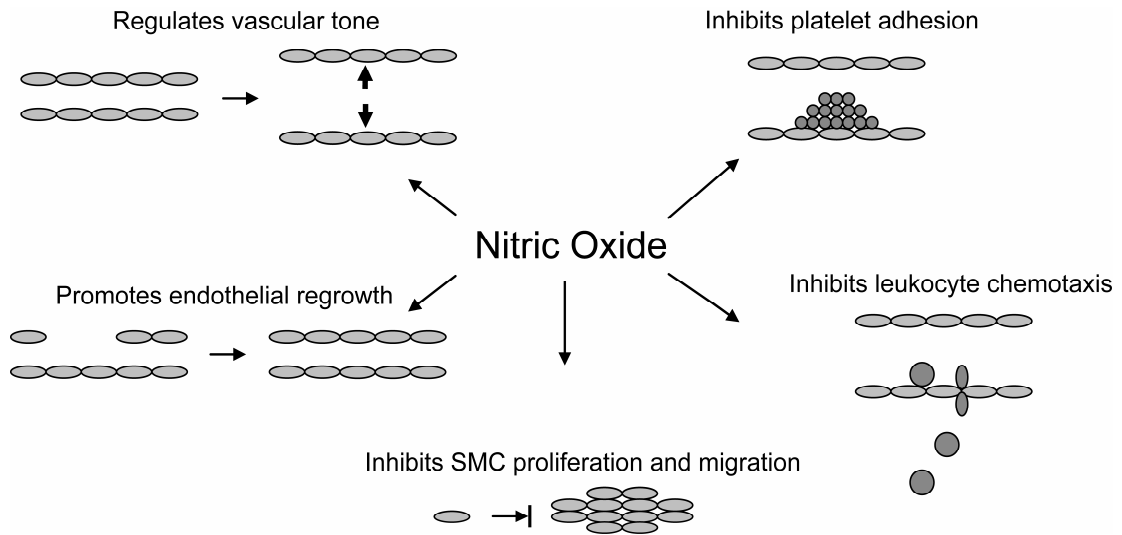 Regulates vascular tone
Inhibits platelet adhesion
Nitric Oxide
Promotes endothelial regrowth
Inhibits leukocyte chemotaxis
Inhibits SMC proliferation and migration